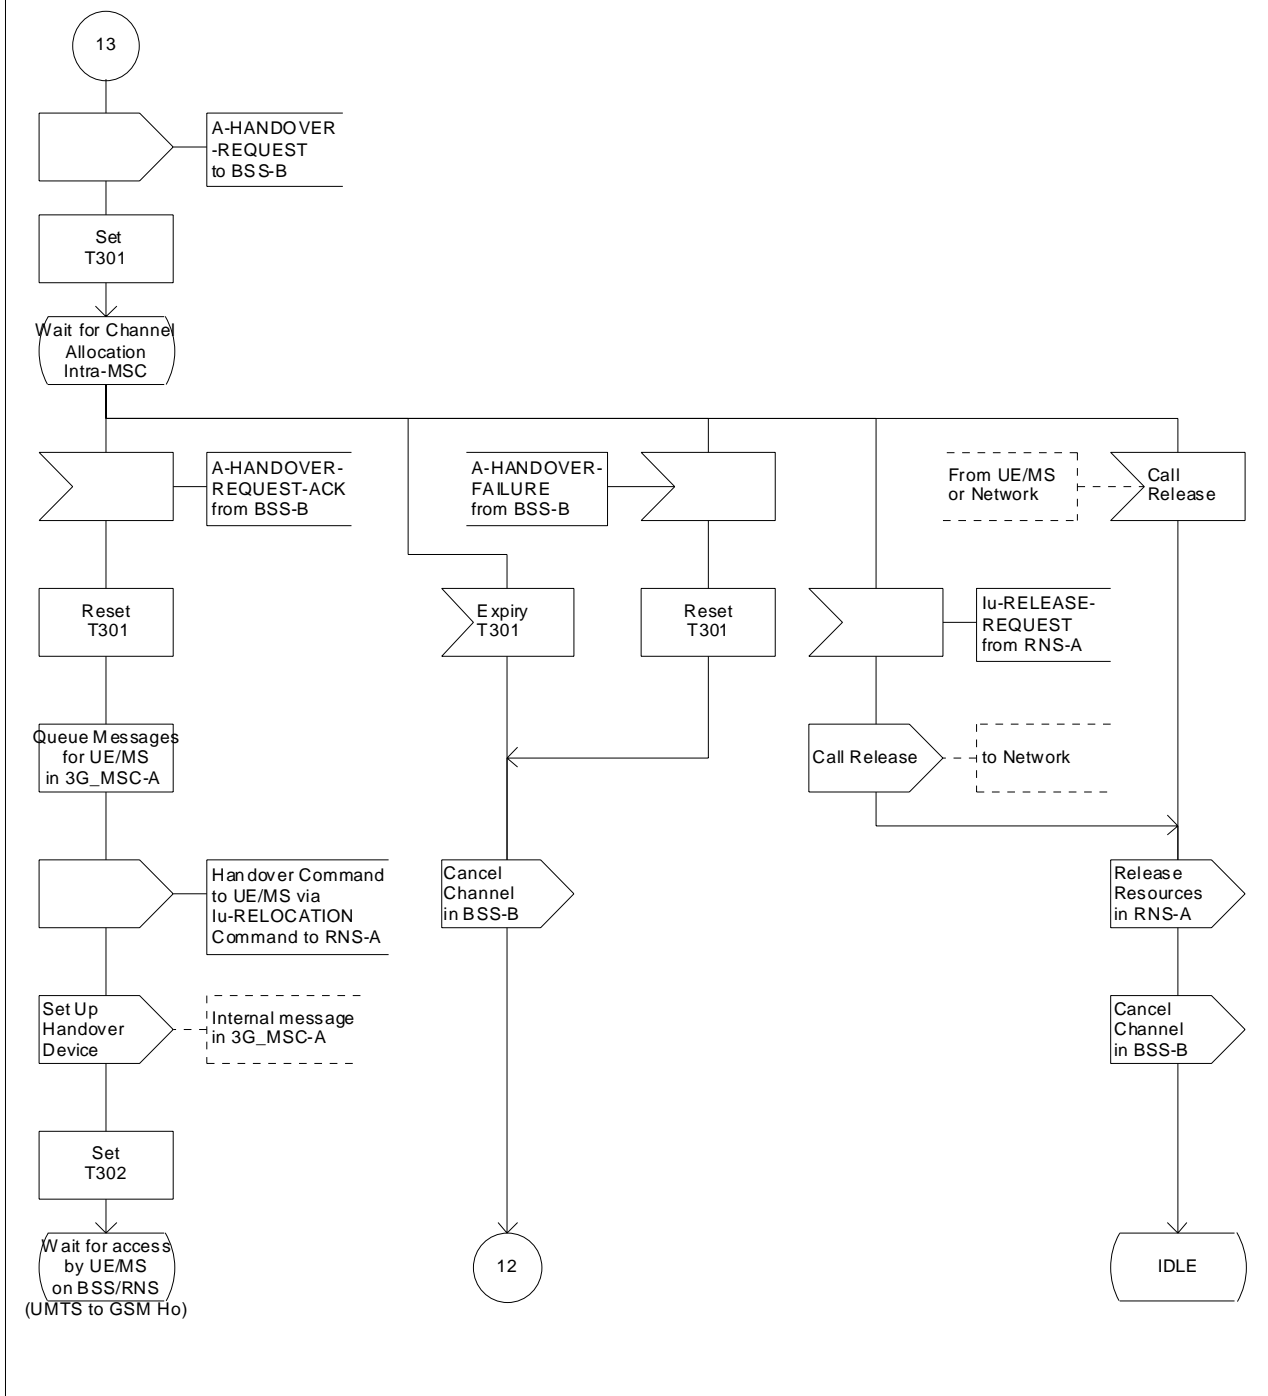 13
A-HANDOVER
-REQUEST
to BSS-B
Set
T301
Wait for Channel
Allocation
Intra-MSC
A-HANDOVER-
REQUEST-ACK
from BSS-B
A-HANDOVER-
FAILURE
from BSS-B
From UE/MS
or Network
Call
Release
Reset
T301
Expiry
T301
Reset
T301
Iu-RELEASE-
REQUEST
from RNS-A
Queue Messages
for UE/MS
in 3G_MSC-A
Call Release
to Network
Handover Command
to UE/MS via
Iu-RELOCATION
Command to RNS-A
Cancel
Channel
in BSS-B
Release
Resources
in RNS-A
Set Up
Handover
Device
Internal message
in 3G_MSC-A
Cancel
Channel
in BSS-B
Set
T302
Wait for access
by UE/MS
on BSS/RNS
(UMTS to GSM Ho)
12
IDLE